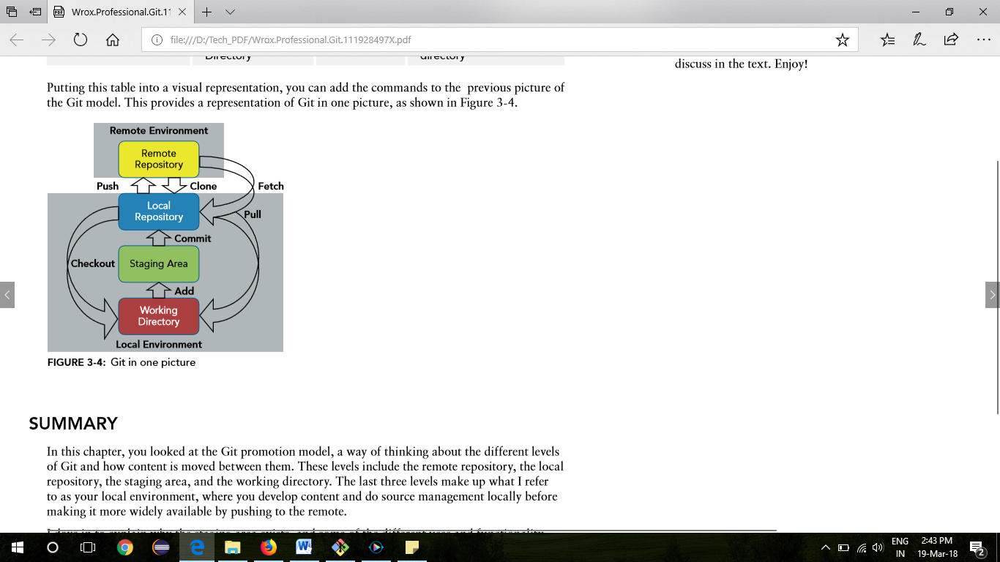 Wrox.Professional.Git.11
file:///D:/Tech_PDF/Wrox.Professional.Git.111928497X.pdf
Directory
directory
discuss in the text. Enjoy!
Putting this table into a visual representation, you can add the commands to the previous picture of
the Git model. This provides a representation of Git in one picture, as shown in Figure 3-4.
Remote Environment
Remote
Repository
Push
Clone
Fetch
Local
Repository
Pull
Commit
Checkout
Staging Area
Add
Working
Directory
Local Environment
FIGURE 3-4: Git in one picture
SUMMARY
In this chapter, you looked at the Git promotion model, a way of thinking about the different levels
of Git and how content is moved between them. These levels include the remote repository, the local
repository, the staging area, and the working directory. The last three levels make up what I refer
to as your local environment, where you develop content and do source management locally before
making it more widely available by pushing to the remote.
ENG
IN
2:43 PM
19-Mar-18
2